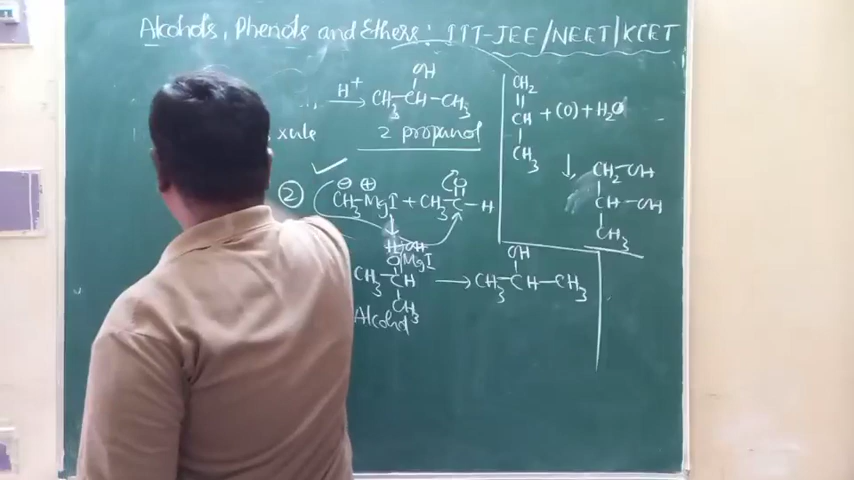 Alcohols, Phenols and Ethers: IIT-JEE/NEET/KCET
OH
H+ → CH3-CH-CH3
xule 2 propanol
CH2
||
CH + (O) + H2O
CH3
↓
CH2-OH
CH-OH
CH3
② CH3-MgI + CH3-C-H
⊖ ⊕
O
↓
H-OH
OMgI
CH3-CH
CH3
Alcohol
→
OH
CH3-CH-CH3